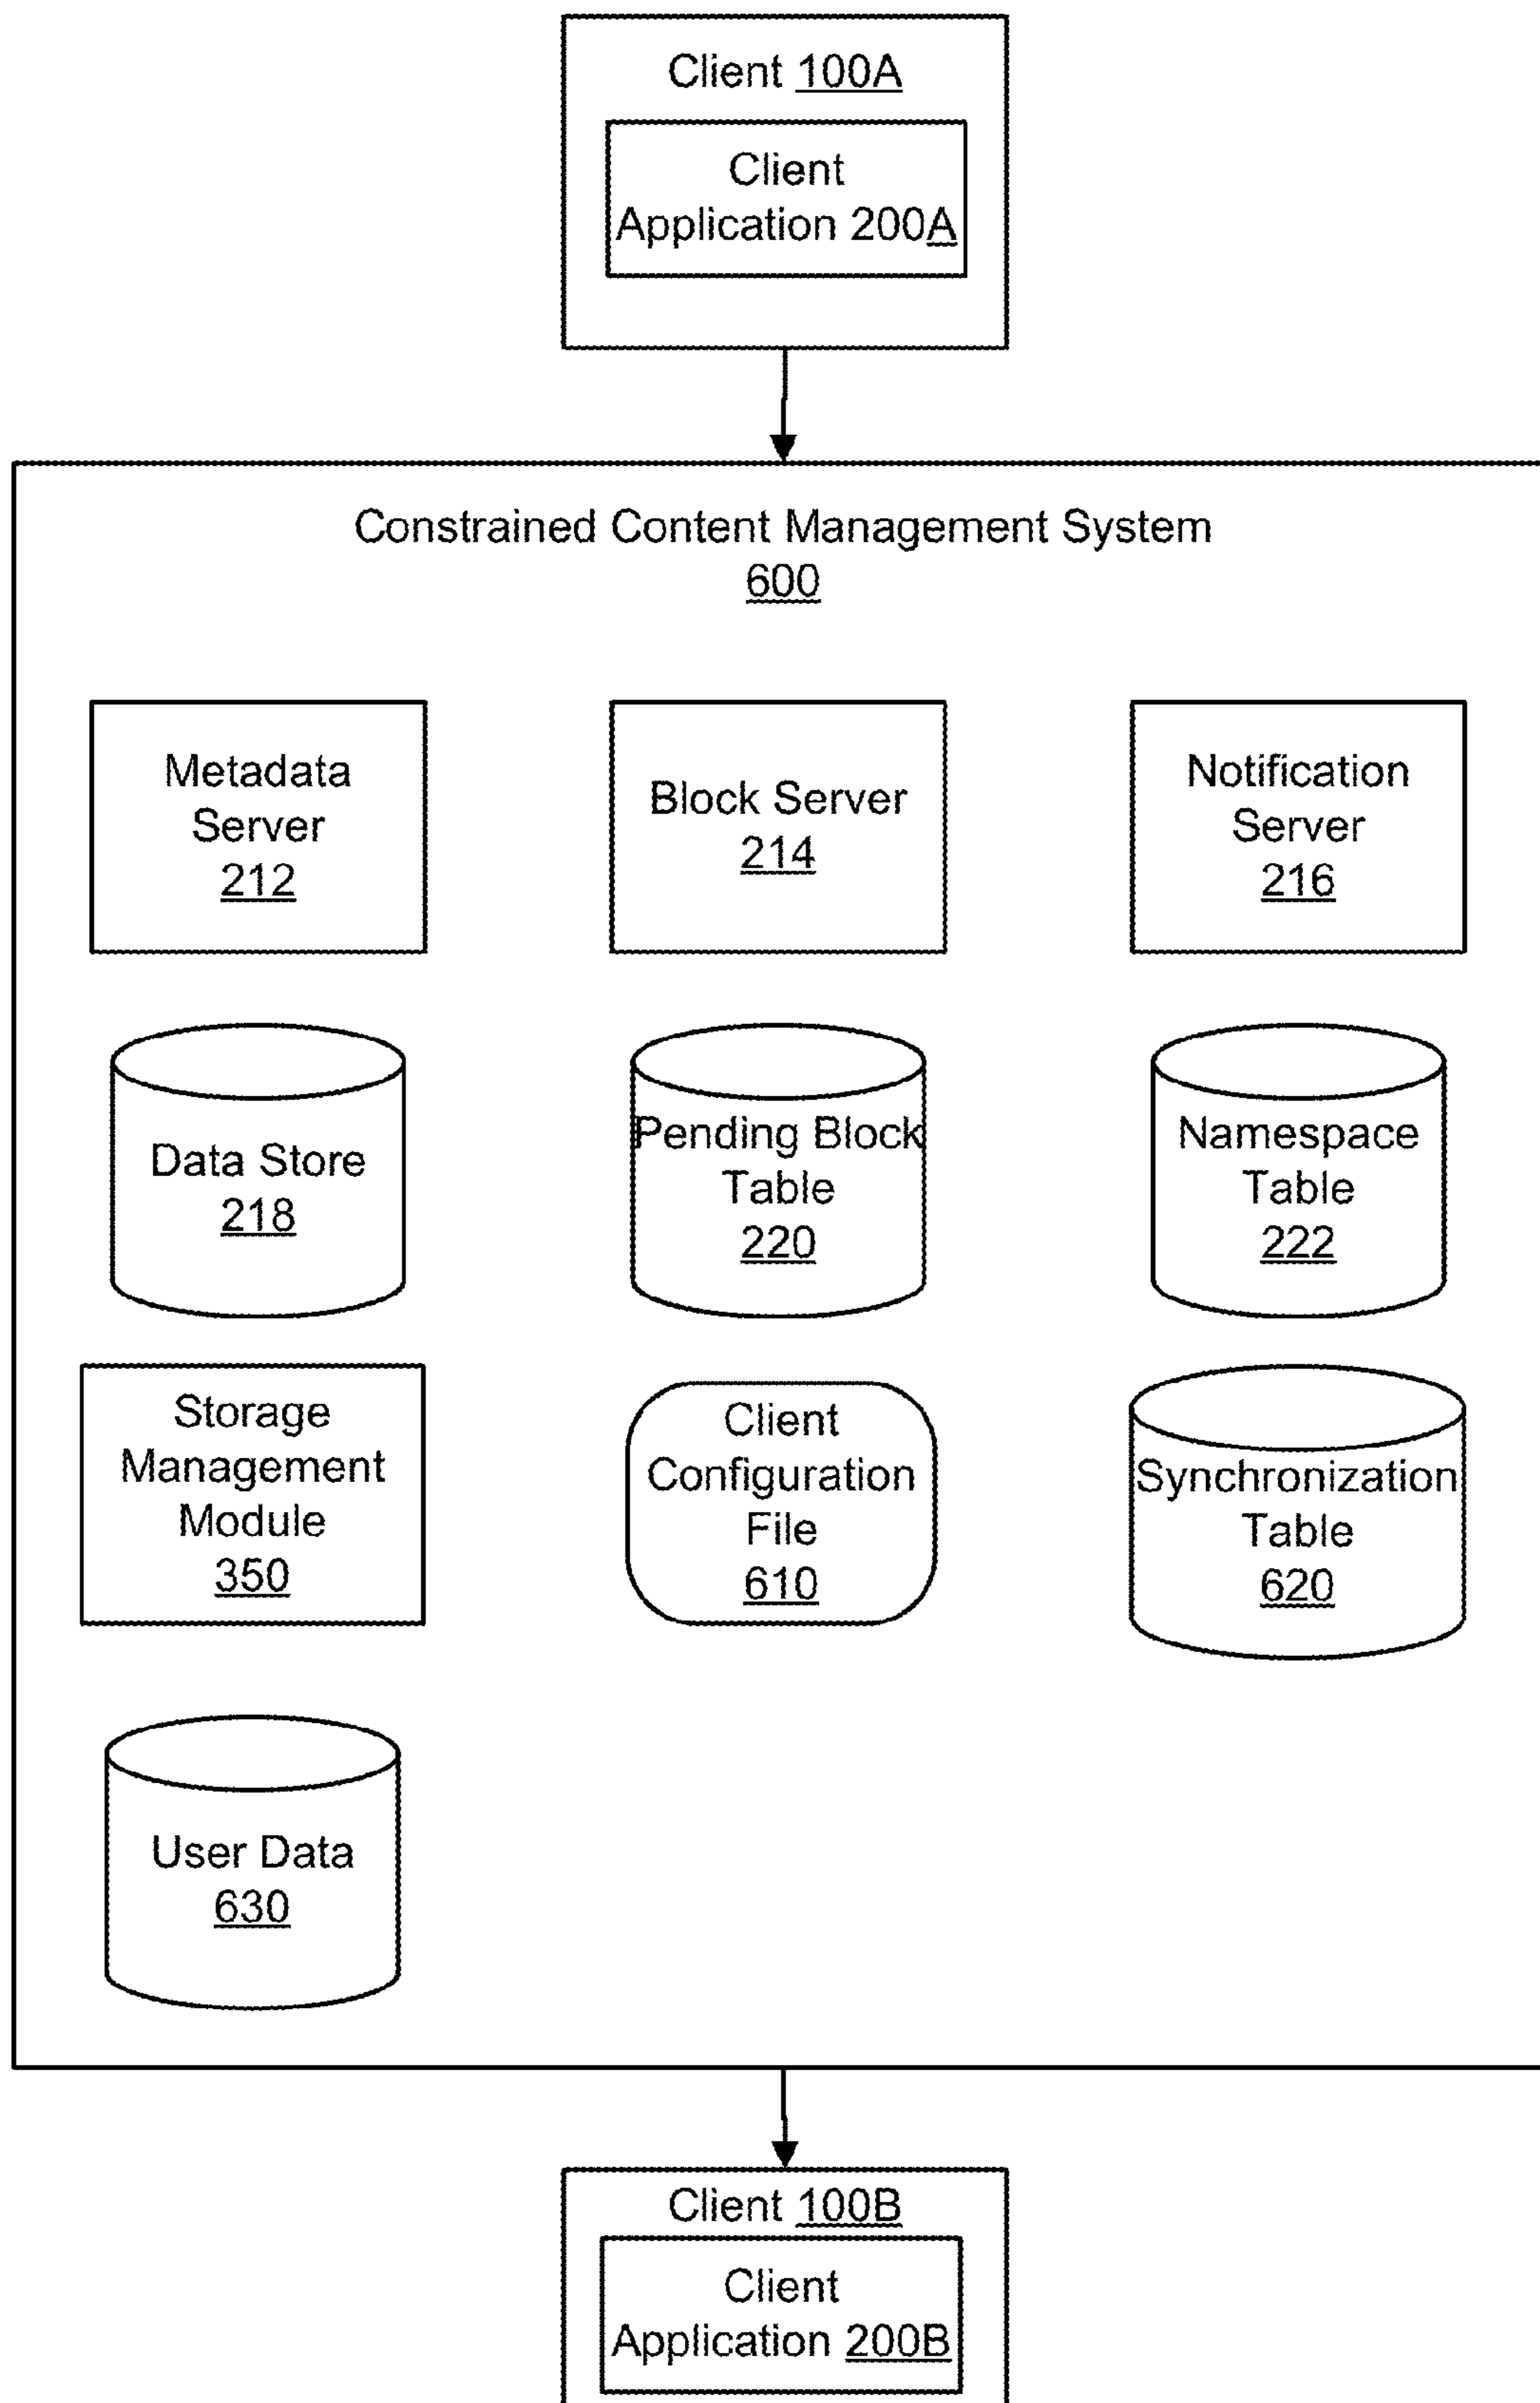 Client 100A
Client
Application 200A
Constrained Content Management System
600
Metadata
Server
212
Block Server
214
Notification
Server
216
Data Store
218
Pending Block
Table
220
Namespace
Table
222
Storage
Management
Module
350
Client
Configuration
File
610
Synchronization
Table
620
User Data
630
Client 100B
Client
Application 200B